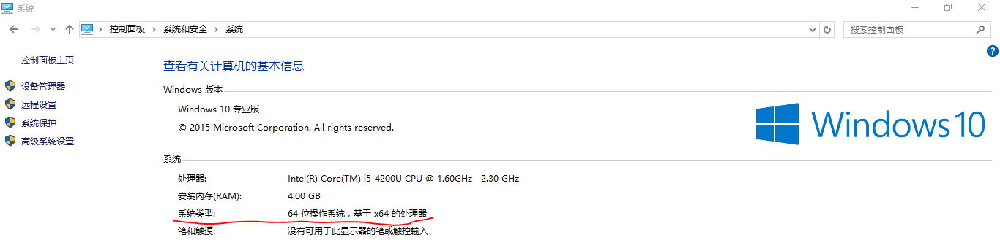 系统
控制面板 系统和安全 系统
搜索控制面板
控制面板主页
设备管理器
远程设置
系统保护
高级系统设置
查看有关计算机的基本信息
Windows 版本
Windows 10 专业版
© 2015 Microsoft Corporation. All rights reserved.
Windows 10
系统
处理器: Intel(R) Core(TM) i5-4200U CPU @ 1.60GHz 2.30 GHz
安装内存(RAM): 4.00 GB
系统类型: 64 位操作系统，基于 x64 的处理器
笔和触摸: 没有可用于此显示器的笔或触控输入